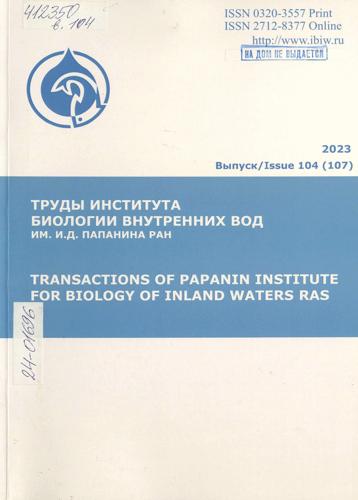 412350
в. 104
ISSN 0320-3557 Print
ISSN 2712-8377 Online
http://www.ibiw.ru
НА ДОМ НЕ ВЫДАЕТСЯ
2023
Выпуск/Issue 104 (107)
ТРУДЫ ИНСТИТУТА
БИОЛОГИИ ВНУТРЕННИХ ВОД
ИМ. И.Д. ПАПАНИНА РАН
TRANSACTIONS OF PAPANIN INSTITUTE
FOR BIOLOGY OF INLAND WATERS RAS
24-01696